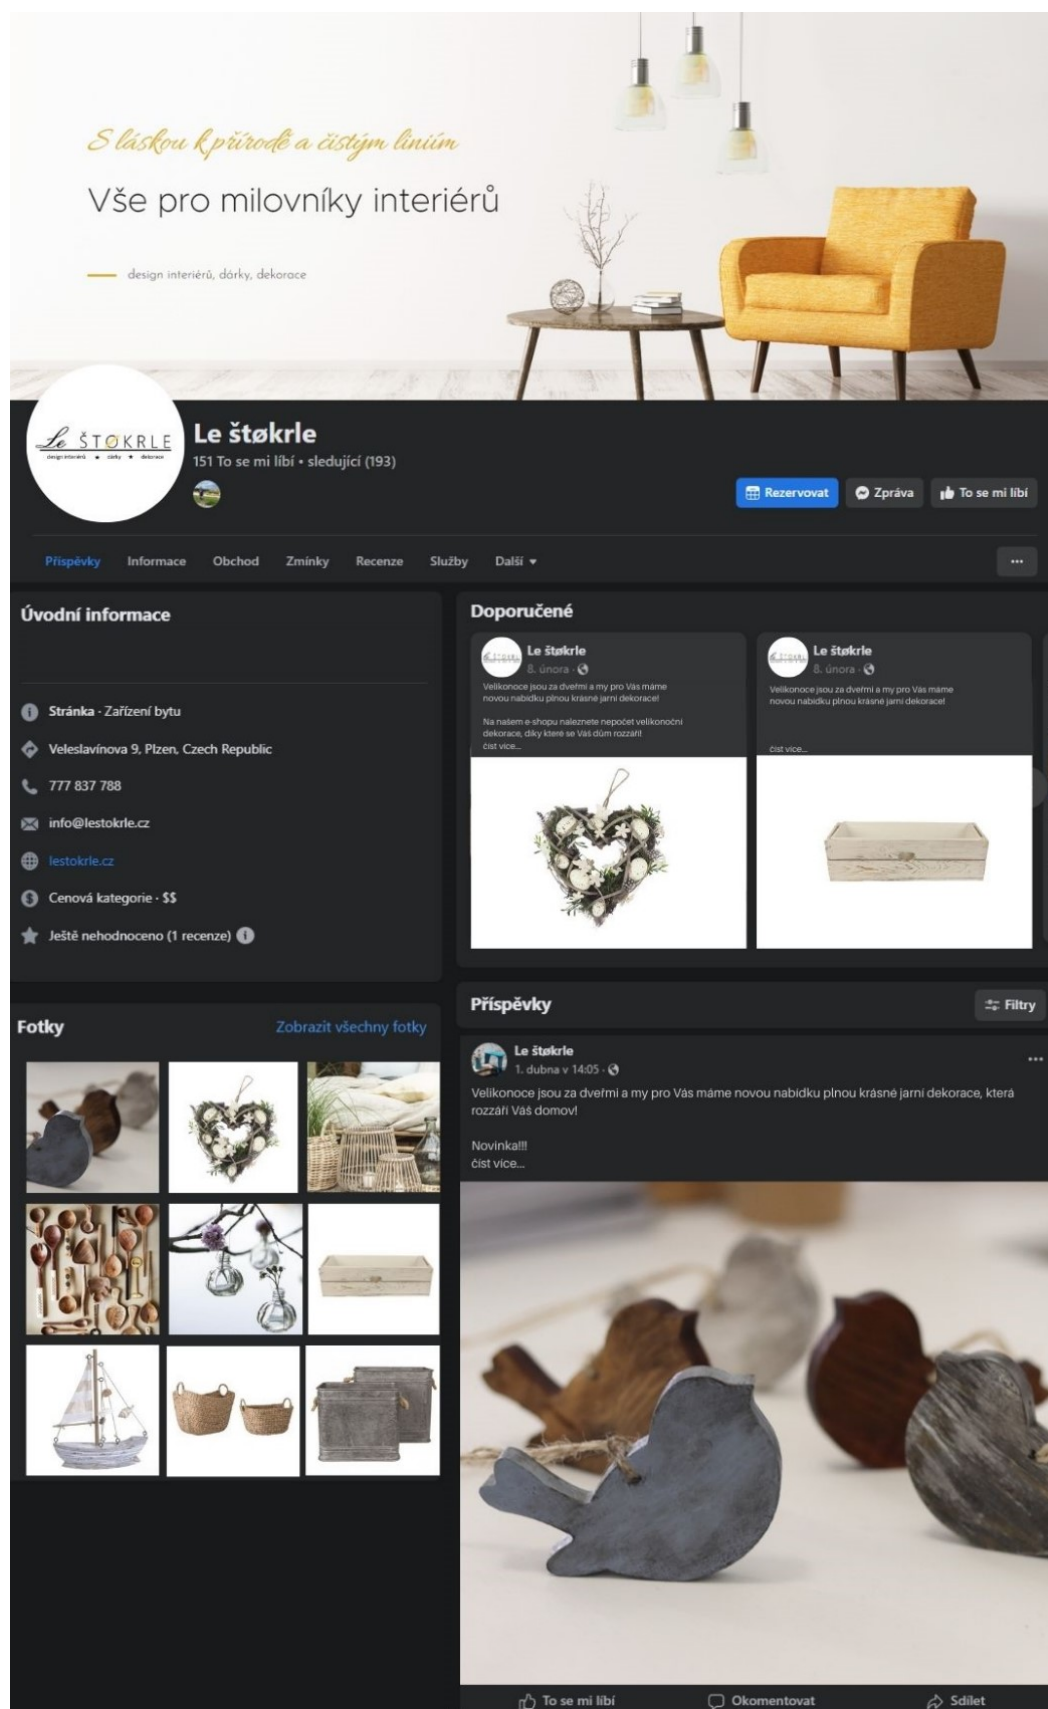 S láskou k přírodě a čistým liniím
Vše pro milovníky interiérů
design interiérů, dárky, dekorace
Le ŠTØKRLE
design interiérů dárky dekorace
Le štøkrle
151 To se mi líbí • sledující (193)
Rezervovat
Zpráva
To se mi líbí
Příspěvky
Informace
Obchod
Zmínky
Recenze
Služby
Další
Úvodní informace
Stránka · Zařízení bytu
Veleslavínova 9, Plzen, Czech Republic
777 837 788
info@lestokrle.cz
lestokrle.cz
Cenová kategorie · $$
Ještě nehodnoceno (1 recenze)
Doporučené
Le štøkrle
8. února ·
Velikonoce jsou za dveřmi a my pro Vás máme
novou nabídku plnou krásné jarní dekorace!
Na našem e-shopu naleznete nepočet velikonoční
dekorace, díky které se Váš dům rozzáří!
číst více...
Le štøkrle
8. února ·
Velikonoce jsou za dveřmi a my pro Vás máme
novou nabídku plnou krásné jarní dekorace!
číst více...
Fotky
Zobrazit všechny fotky
Příspěvky
Filtry
Le štøkrle
1. dubna v 14:05 ·
Velikonoce jsou za dveřmi a my pro Vás máme novou nabídku plnou krásné jarní dekorace, která
rozzáří Váš domov!
Novinka!!!
číst více...
To se mi líbí
Okomentovat
Sdílet